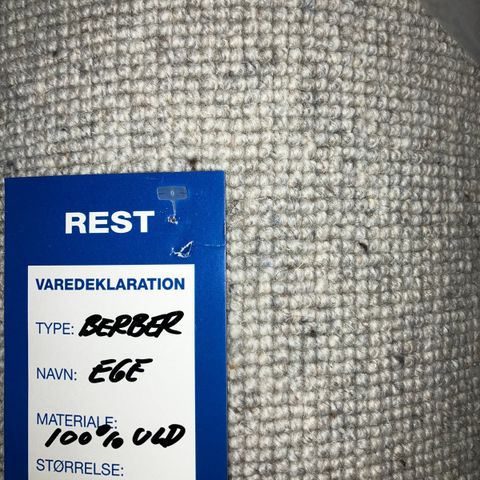 REST
VAREDEKLARATION
TYPE: BERBER
NAVN: EGE
MATERIALE:
100% ULD
STØRRELSE: